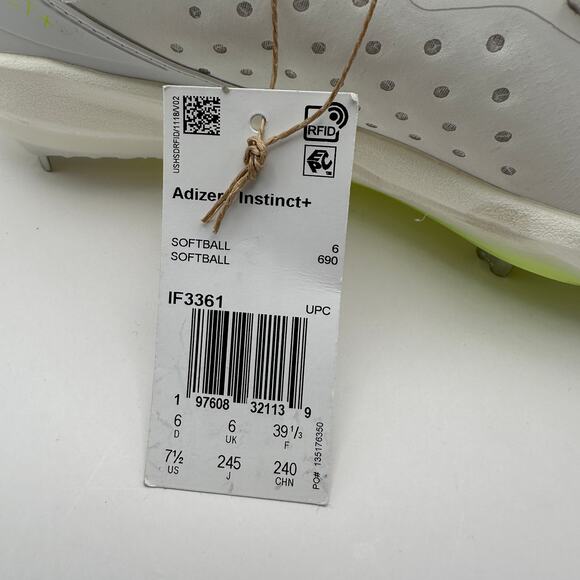 USHSDRFID/1118/V02
RFID
EPC
Adizero Instinct+
SOFTBALL 6
SOFTBALL 690
IF3361 UPC
1 97608 32113 9
6 6 39 1/3
D UK F
7½ 245 240
US J CHN
PO# 135176350